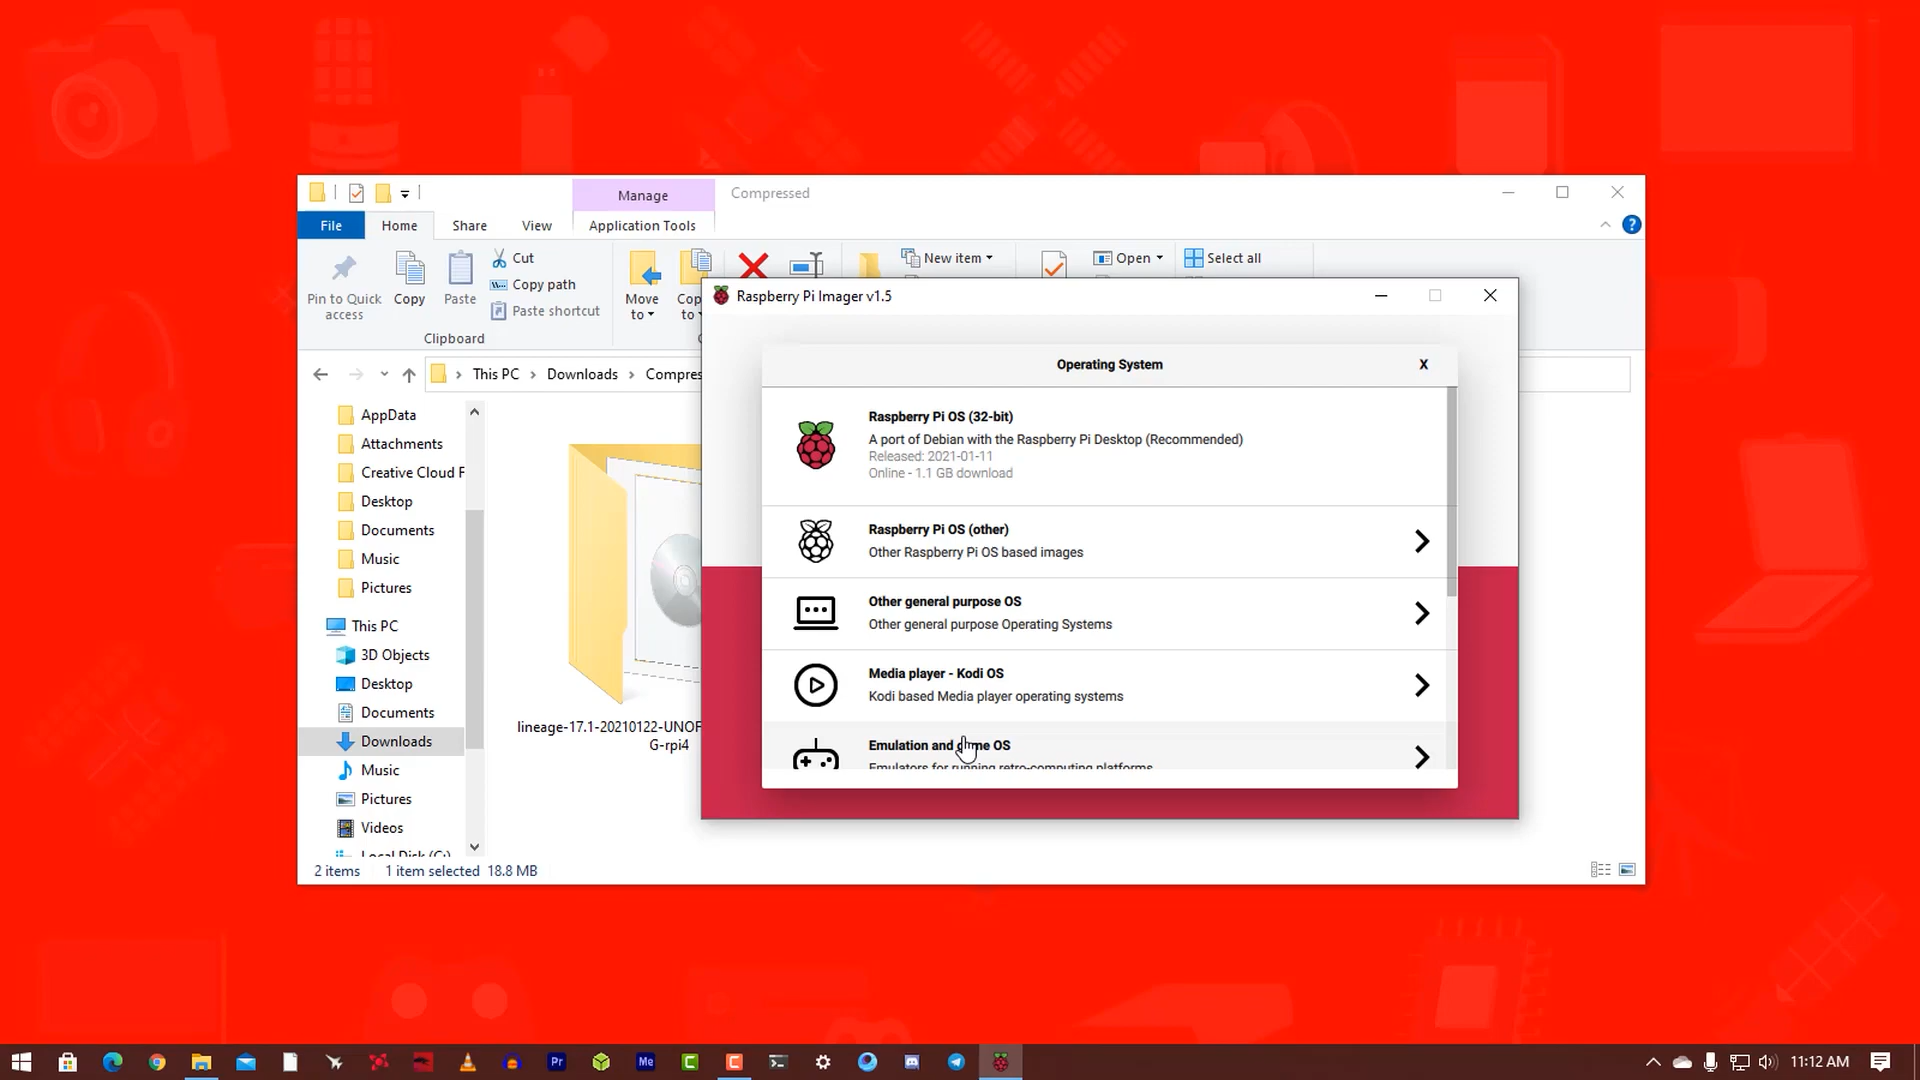 Manage
Compressed
File
Home
Share
View
Application Tools
Pin to Quick
access
Copy
Paste
Cut
Copy path
Paste shortcut
Clipboard
Move
to
to
New item
Open
Select all
This PC
Downloads
AppData
Attachments
Creative Cloud F
Desktop
Documents
Music
Pictures
This PC
3D Objects
Desktop
Documents
Downloads
Music
Pictures
Videos
lineage-17.1-20210122-UNOF
G-rpi4
2 items
1 item selected 18.8 MB
Raspberry Pi Imager v1.5
Operating System
X
Raspberry Pi OS (32-bit)
A port of Debian with the Raspberry Pi Desktop (Recommended)
Released: 2021-01-11
Online - 1.1 GB download
Raspberry Pi OS (other)
Other Raspberry Pi OS based images
Other general purpose OS
Other general purpose Operating Systems
Media player - Kodi OS
Kodi based Media player operating systems
Emulation and game OS
Emulators for running retro-computing platforms
Pr
Me
11:12 AM